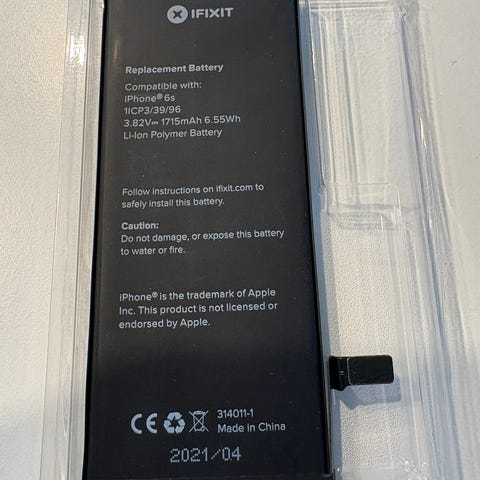 IFIXIT
Replacement Battery
Compatible with:
iPhone® 6s
1ICP3/39/96
3.82V⎓ 1715mAh 6.55Wh
Li-Ion Polymer Battery
Follow instructions on ifixit.com to
safely install this battery.
Caution:
Do not damage, or expose this battery
to water or fire.
iPhone® is the trademark of Apple
Inc. This product is not licensed or
endorsed by Apple.
CE
314011-1
Made in China
2021/04